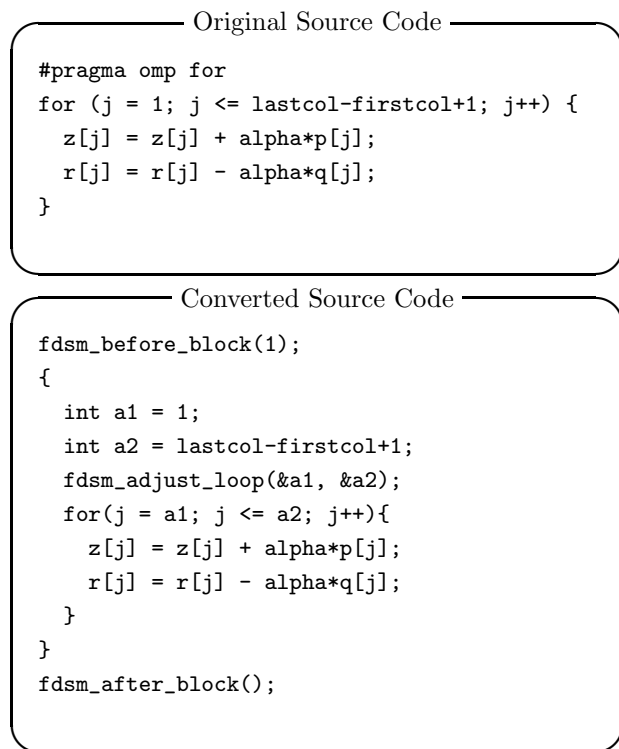 Original Source Code
#pragma omp for
for (j = 1; j <= lastcol-firstcol+1; j++) {
  z[j] = z[j] + alpha*p[j];
  r[j] = r[j] - alpha*q[j];
}
Converted Source Code
fdsm_before_block(1);
{
  int a1 = 1;
  int a2 = lastcol-firstcol+1;
  fdsm_adjust_loop(&a1, &a2);
  for(j = a1; j <= a2; j++){
    z[j] = z[j] + alpha*p[j];
    r[j] = r[j] - alpha*q[j];
  }
}
fdsm_after_block();